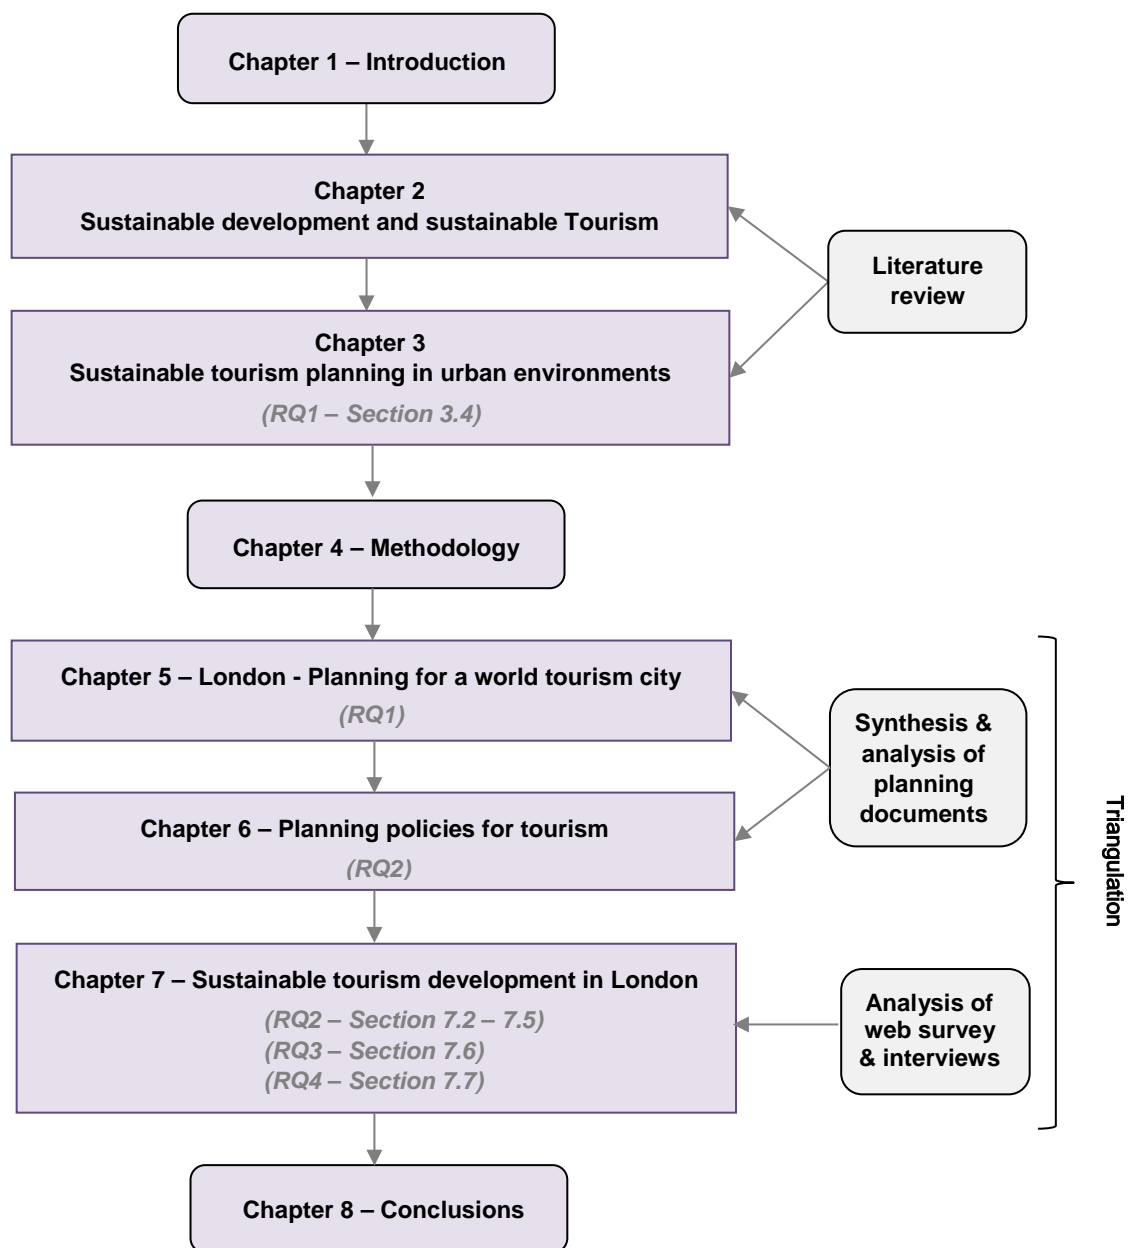 Chapter 1 – Introduction
Chapter 2
Sustainable development and sustainable Tourism
Literature
review
Chapter 3
Sustainable tourism planning in urban environments
(RQ1 – Section 3.4)
Chapter 4 – Methodology
Chapter 5 – London - Planning for a world tourism city
(RQ1)
Synthesis &
analysis of
planning
documents
Chapter 6 – Planning policies for tourism
(RQ2)
Triangulation
Chapter 7 – Sustainable tourism development in London
(RQ2 – Section 7.2 – 7.5)
(RQ3 – Section 7.6)
(RQ4 – Section 7.7)
Analysis of
web survey
& interviews
Chapter 8 – Conclusions